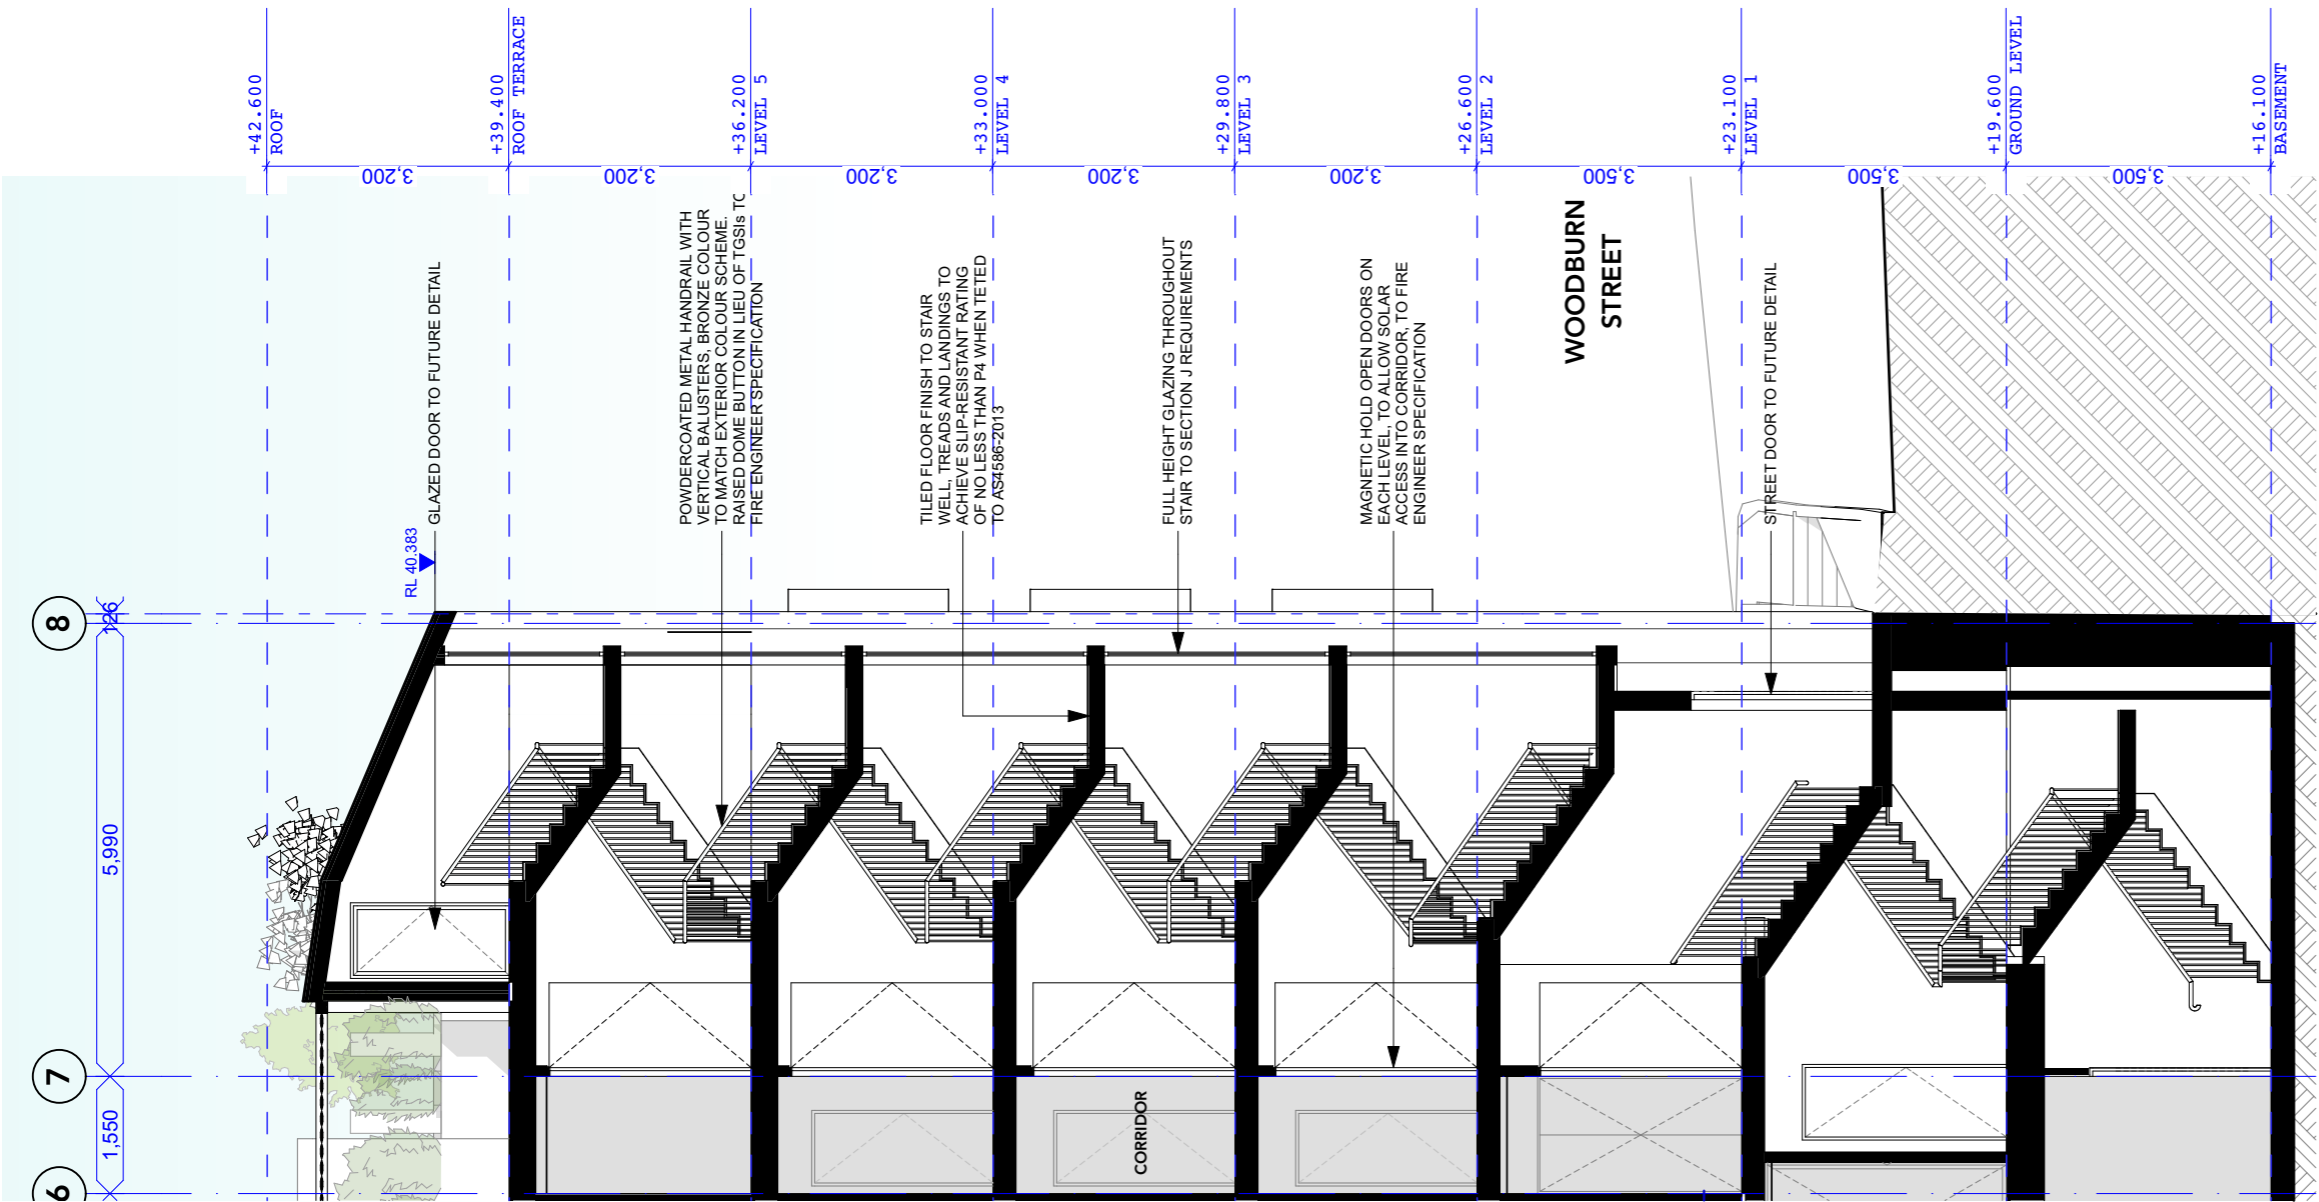 +42.600
ROOF
+39.400
ROOF TERRACE
+36.200
LEVEL 5
+33.000
LEVEL 4
+29.800
LEVEL 3
+26.600
LEVEL 2
+23.100
LEVEL 1
+19.600
GROUND LEVEL
+16.100
BASEMENT
3,200
3,200
3,200
3,200
3,200
3,500
3,500
3,500
GLAZED DOOR TO FUTURE DETAIL
RL 40.383
POWDERCOATED METAL HANDRAIL WITH
VERTICAL BALUSTERS, BRONZE COLOUR
TO MATCH EXTERIOR COLOUR SCHEME.
RAISED DOME BUTTON IN LIEU OF TGSIs TO
FIRE ENGINEER SPECIFICATION
TILED FLOOR FINISH TO STAIR
WELL, TREADS AND LANDINGS TO
ACHIEVE SLIP-RESISTANT RATING
OF NO LESS THAN P4 WHEN TETED
TO AS4586-2013
FULL HEIGHT GLAZING THROUGHOUT
STAIR TO SECTION J REQUIREMENTS
MAGNETIC HOLD OPEN DOORS ON
EACH LEVEL, TO ALLOW SOLAR
ACCESS INTO CORRIDOR, TO FIRE
ENGINEER SPECIFICATION
WOODBURN
STREET
STREET DOOR TO FUTURE DETAIL
CORRIDOR
8
126
5,990
7
1,550
6